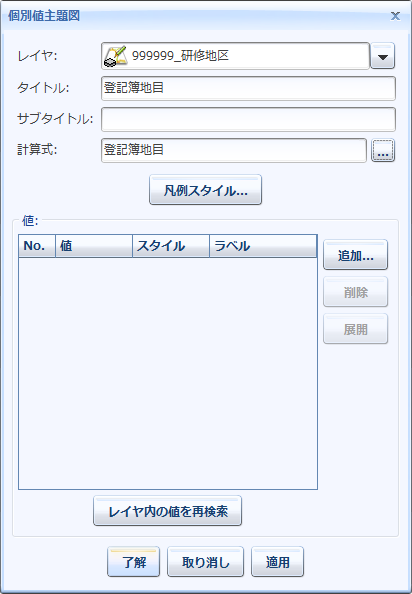 個別値主題図
レイヤ: 999999_研修地区
タイトル: 登記簿地目
サブタイトル:
計算式: 登記簿地目 ...
凡例スタイル...
値:
No. 値 スタイル ラベル
追加...
削除
展開
レイヤ内の値を再検索
了解 取り消し 適用